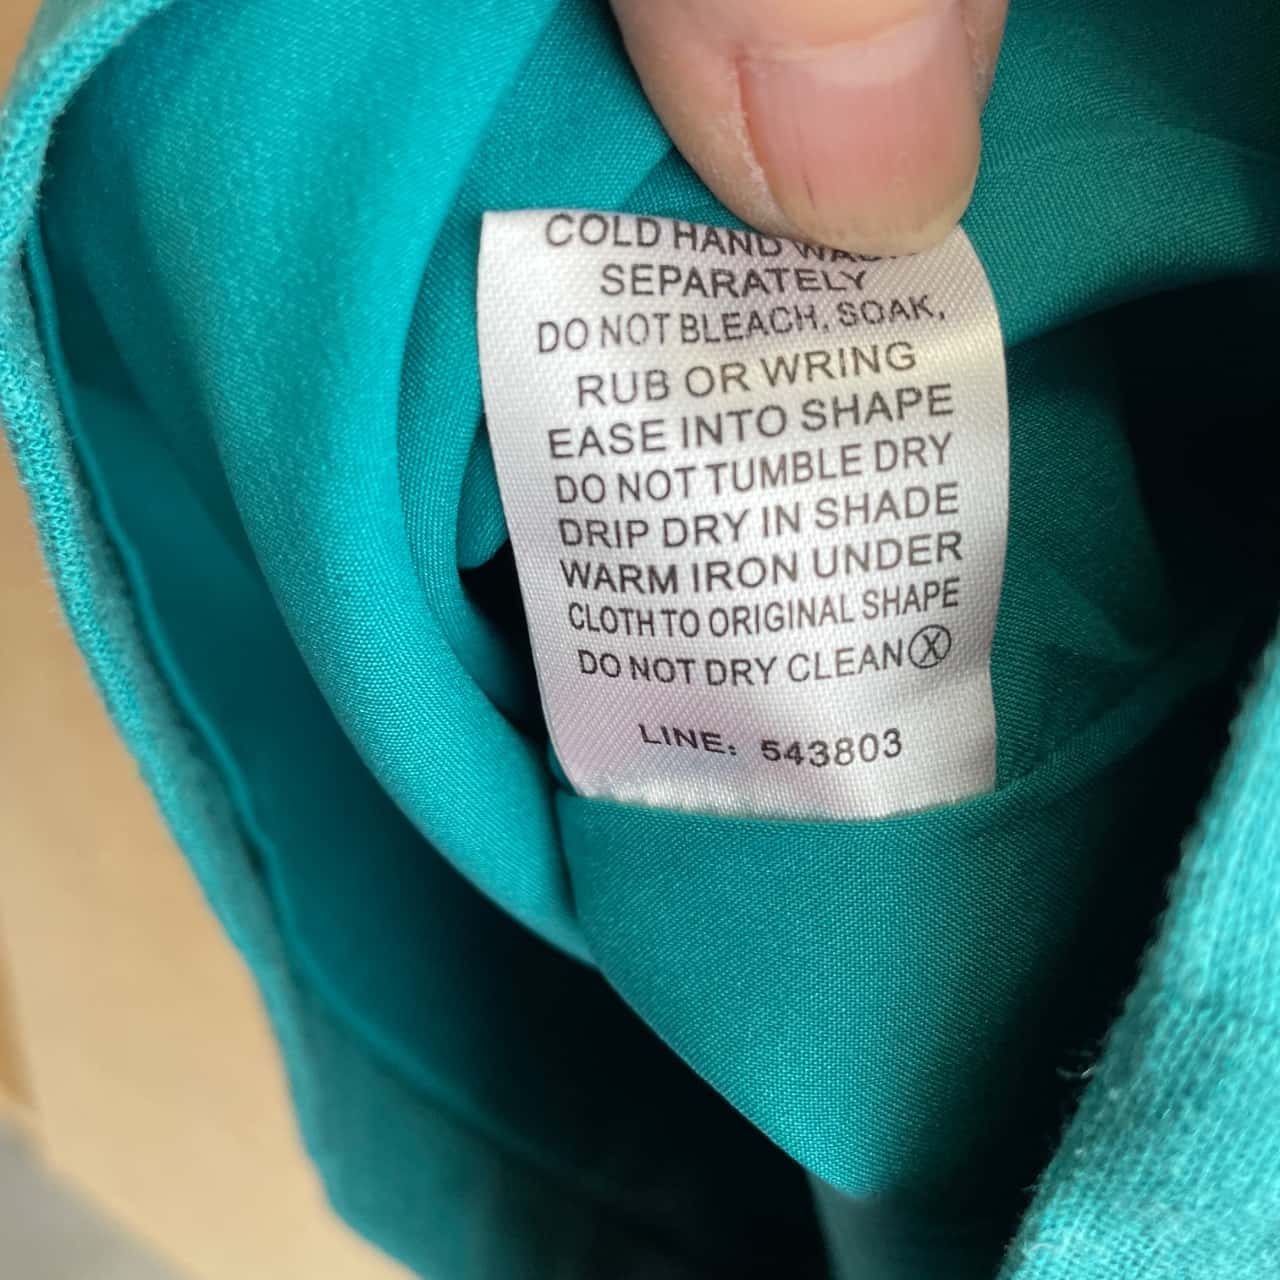 COLD HAND WASH
SEPARATELY
DO NOT BLEACH, SOAK,
RUB OR WRING
EASE INTO SHAPE
DO NOT TUMBLE DRY
DRIP DRY IN SHADE
WARM IRON UNDER
CLOTH TO ORIGINAL SHAPE
DO NOT DRY CLEAN Ⓧ
LINE: 543803